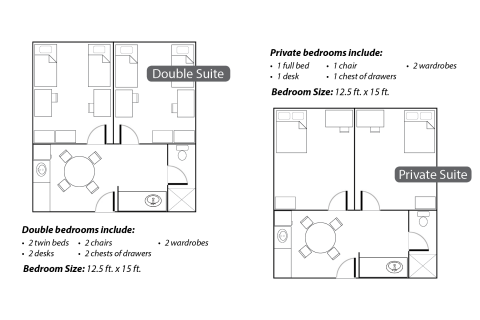 Double Suite
Double bedrooms include:
• 2 twin beds • 2 chairs • 2 wardrobes
• 2 desks • 2 chests of drawers
Bedroom Size: 12.5 ft. x 15 ft.
Private bedrooms include:
• 1 full bed • 1 chair • 2 wardrobes
• 1 desk • 1 chest of drawers
Bedroom Size: 12.5 ft. x 15 ft.
Private Suite